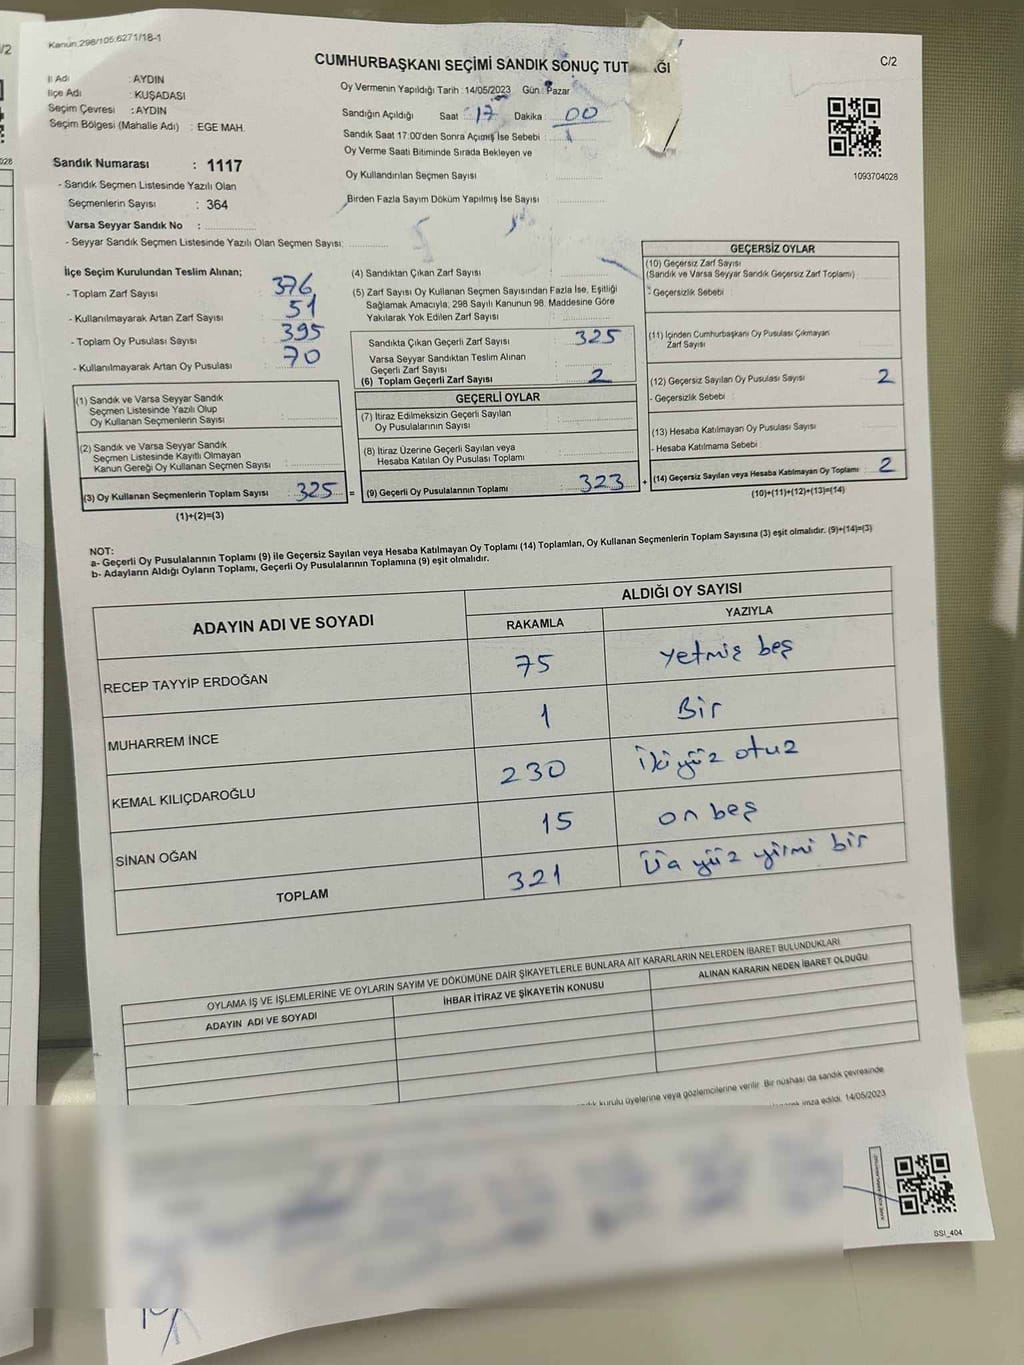 Kanun:298/105;6271/18-1
CUMHURBAŞKANI SEÇİMİ SANDIK SONUÇ TUT
C/2
İl Adı : AYDIN
İlçe Adı : KUŞADASI
Seçim Çevresi : AYDIN
Seçim Bölgesi (Mahalle Adı) : EGE MAH.
Oy Vermenin Yapıldığı Tarih :14/05/2023 Gün : Pazar
Sandığın Açıldığı Saat : 17 Dakika : 00
Sandık Saat 17:00'den Sonra Açımış İse Sebebi :
Oy Verme Saati Bitiminde Sırada Bekleyen ve
Oy Kullandırılan Seçmen Sayısı :
Birden Fazla Sayım Döküm Yapılmış İse Sayısı :
1093704028
Sandık Numarası : 1117
- Sandık Seçmen Listesinde Yazılı Olan
Seçmenlerin Sayısı : 364
Varsa Seyyar Sandık No :
- Seyyar Sandık Seçmen Listesinde Yazılı Olan Seçmen Sayısı:
İlçe Seçim Kurulundan Teslim Alınan;
- Toplam Zarf Sayısı : 376
- Kullanılmayarak Artan Zarf Sayısı : 51
- Toplam Oy Pusulası Sayısı : 395
- Kullanılmayarak Artan Oy Pusulası : 70
(1) Sandık ve Varsa Seyyar Sandık
Seçmen Listesinde Yazılı Olup
Oy Kullanan Seçmenlerin Sayısı :
(2) Sandık ve Varsa Seyyar Sandık
Seçmen Listesinde Kayıtlı Olmayan
Kanun Gereği Oy Kullanan Seçmen Sayısı :
(3) Oy Kullanan Seçmenlerin Toplam Sayısı : 325 =
(1)+(2)=(3)
(4) Sandıktan Çıkan Zarf Sayısı :
(5) Zarf Sayısı Oy Kullanan Seçmen Sayısından Fazla İse, Eşitliği
Sağlamak Amacıyla, 298 Sayılı Kanunun 98. Maddesine Göre
Yakılarak Yok Edilen Zarf Sayısı :
Sandıkta Çıkan Geçerli Zarf Sayısı : 325
Varsa Seyyar Sandıktan Teslim Alınan
Geçerli Zarf Sayısı :
(6) Toplam Geçerli Zarf Sayısı : 2
GEÇERLİ OYLAR
(7) İtiraz Edilmeksizin Geçerli Sayılan
Oy Pusulalarının Sayısı :
(8) İtiraz Üzerine Geçerli Sayılan veya
Hesaba Katılan Oy Pusulası Toplamı :
(9) Geçerli Oy Pusulalarının Toplamı : 323 +
GEÇERSİZ OYLAR
(10) Geçersiz Zarf Sayısı
(Sandık ve Varsa Seyyar Sandık Geçersiz Zarf Toplamı) :
- Geçersizlik Sebebi :
(11) İçinden Cumhurbaşkanı Oy Pusulası Çıkmayan
Zarf Sayısı :
(12) Geçersiz Sayılan Oy Pusulası Sayısı : 2
- Geçersizlik Sebebi :
(13) Hesaba Katılmayan Oy Pusulası Sayısı :
- Hesaba Katılmama Sebebi :
(14) Geçersiz Sayılan veya Hesaba Katılmayan Oy Toplamı : 2
(10)+(11)+(12)+(13)=(14)
NOT:
a- Geçerli Oy Pusulalarının Toplamı (9) ile Geçersiz Sayılan veya Hesaba Katılmayan Oy Toplamı (14) Toplamları, Oy Kullanan Seçmenlerin Toplam Sayısına (3) eşit olmalıdır. (9)+(14)=(3)
b- Adayların Aldığı Oyların Toplamı, Geçerli Oy Pusulalarının Toplamına (9) eşit olmalıdır.
ADAYIN ADI VE SOYADI
ALDIĞI OY SAYISI
RAKAMLA YAZIYLA
RECEP TAYYİP ERDOĞAN 75 yetmiş beş
MUHARREM İNCE 1 Bir
KEMAL KILIÇDAROĞLU 230 İkiyüz otuz
SİNAN OĞAN 15 on beş
TOPLAM 321 Üç yüz yirmi bir
OYLAMA İŞ VE İŞLEMLERİNE VE OYLARIN SAYIM VE DÖKÜMÜNE DAİR ŞİKAYETLERLE BUNLARA AİT KARARLARIN NELERDEN İBARET BULUNDUKLARI
ADAYIN ADI VE SOYADI
İHBAR İTİRAZ VE ŞİKAYETİN KONUSU
ALINAN KARARIN NEDEN İBARET OLDUĞU
kurulu üyelerine veya gözlemcilerine verilir. Bir nüshası da sandık çevresinde
imza edildi. 14/05/2023
SSI_404